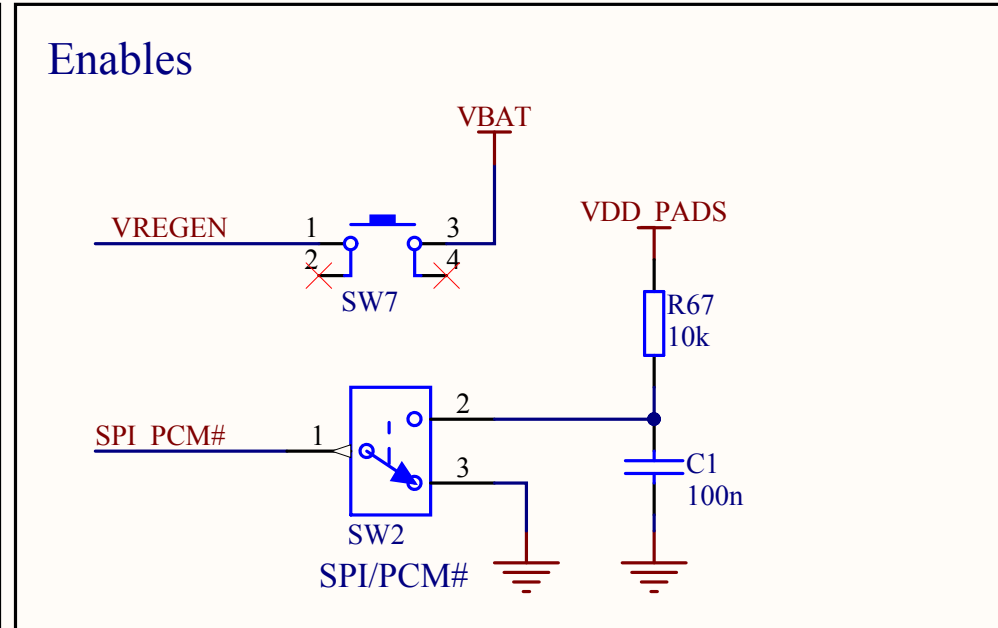 Enables
VBAT
VREGEN
1
3
2
4
SW7
VDD_PADS
R67
10k
SPI_PCM#
1
2
3
C1
100n
SW2
SPI/PCM#